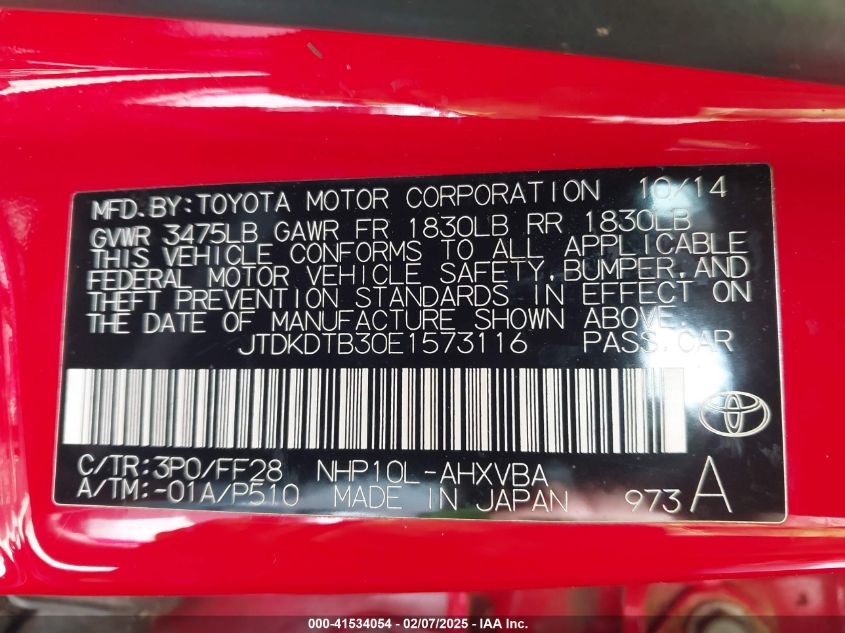 MFD. BY: TOYOTA MOTOR CORPORATION 10/14
GVWR 3475LB GAWR FR 1830LB RR 1830LB
THIS VEHICLE CONFORMS TO ALL APPLICABLE
FEDERAL MOTOR VEHICLE SAFETY, BUMPER, AND
THEFT PREVENTION STANDARDS IN EFFECT ON
THE DATE OF MANUFACTURE SHOWN ABOVE.
JTDKDTB30E1573116 PASS. CAR
C/TR: 3P0/FF28 NHP10L-AHXVBA
A/TM: -01A/P510 MADE IN JAPAN 973 A
000-41534054 — 02/07/2025 — IAAI Holdings, Inc.